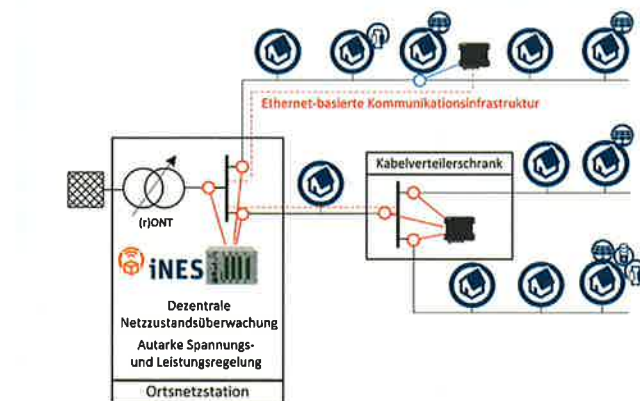 Ethernet-basierte Kommunikationsinfrastruktur
Kabelverteilerschrank
(r)ONT
iNES
Dezentrale
Netzzustandsüberwachung
Autarke Spannungs-
und Leistungsregelung
Ortsnetzstation